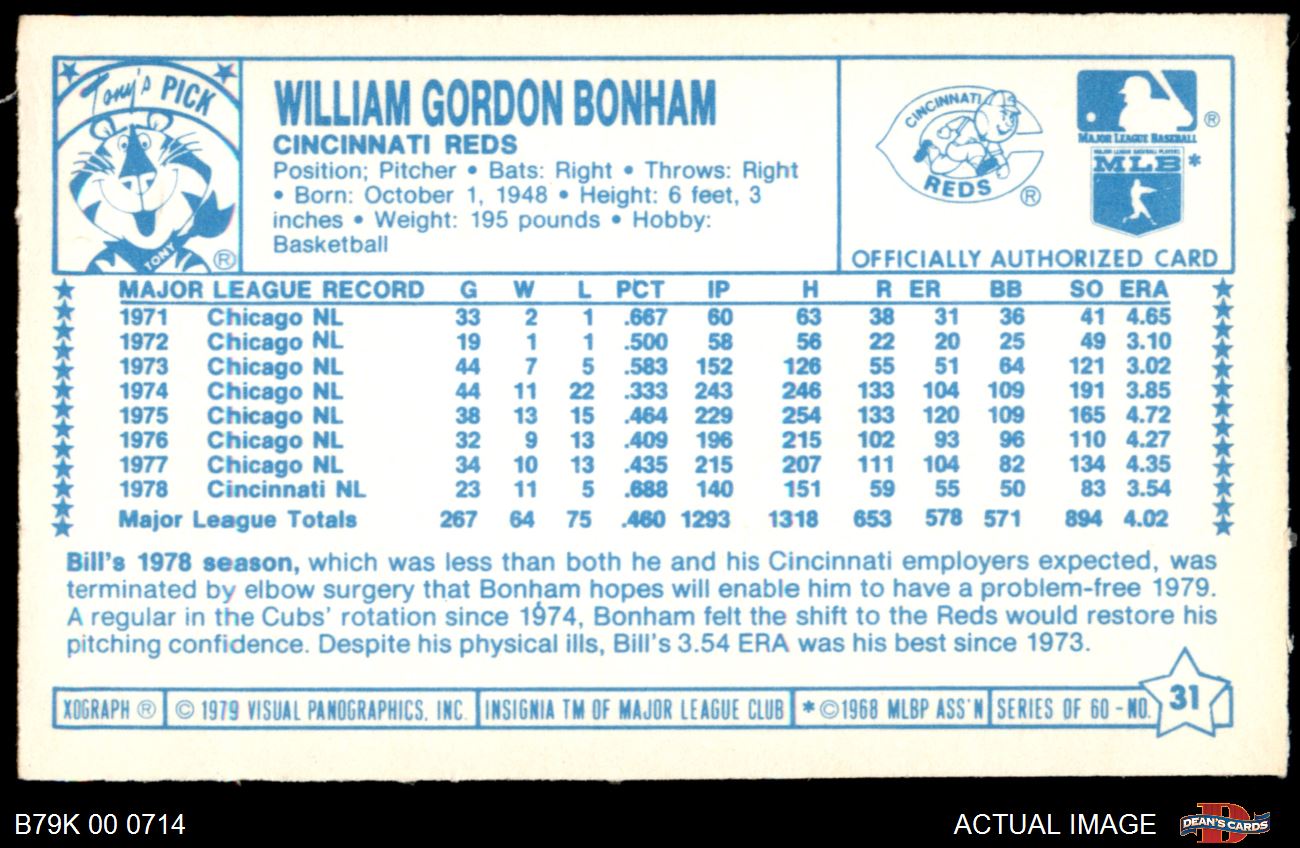 Tony's PICK
TONY
®
WILLIAM GORDON BONHAM
CINCINNATI REDS
Position; Pitcher • Bats: Right • Throws: Right
• Born: October 1, 1948 • Height: 6 feet, 3
inches • Weight: 195 pounds • Hobby:
Basketball
CINCINNATI
REDS
®
MAJOR LEAGUE BASEBALL
®
MAJOR LEAGUE BASEBALL PLAYERS
MLB *
OFFICIALLY AUTHORIZED CARD
MAJOR LEAGUE RECORD G W L PCT IP H R ER BB SO ERA
1971 Chicago NL 33 2 1 .667 60 63 38 31 36 41 4.65
1972 Chicago NL 19 1 1 .500 58 56 22 20 25 49 3.10
1973 Chicago NL 44 7 5 .583 152 126 55 51 64 121 3.02
1974 Chicago NL 44 11 22 .333 243 246 133 104 109 191 3.85
1975 Chicago NL 38 13 15 .464 229 254 133 120 109 165 4.72
1976 Chicago NL 32 9 13 .409 196 215 102 93 96 110 4.27
1977 Chicago NL 34 10 13 .435 215 207 111 104 82 134 4.35
1978 Cincinnati NL 23 11 5 .688 140 151 59 55 50 83 3.54
Major League Totals 267 64 75 .460 1293 1318 653 578 571 894 4.02
Bill's 1978 season, which was less than both he and his Cincinnati employers expected, was
terminated by elbow surgery that Bonham hopes will enable him to have a problem-free 1979.
A regular in the Cubs' rotation since 1974, Bonham felt the shift to the Reds would restore his
pitching confidence. Despite his physical ills, Bill's 3.54 ERA was his best since 1973.
XOGRAPH ® © 1979 VISUAL PANOGRAPHICS, INC. INSIGNIA TM OF MAJOR LEAGUE CLUB *©1968 MLBP ASS'N SERIES OF 60 - NO. 31
B79K 00 0714
ACTUAL IMAGE
DEAN'S CARDS